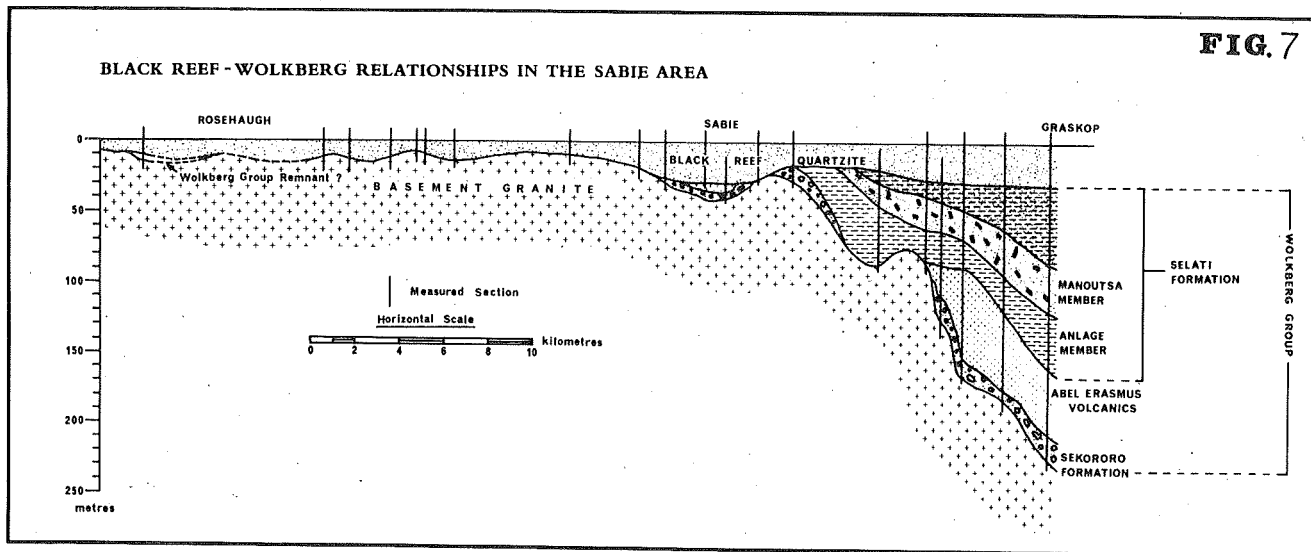 FIG. 7
BLACK REEF - WOLKBERG RELATIONSHIPS IN THE SABIE AREA
ROSEHAUGH
SABIE
GRASKOP
0
50
100
150
200
250
metres
BLACK REEF QUARTZITE
Wolkberg Group Remnant ?
BASEMENT GRANITE
Measured Section
Horizontal Scale
0 2 4 6 8 10 kilometres
MANOUTSA
MEMBER
ANLAGE
MEMBER
SELATI
FORMATION
ABEL ERASMUS
VOLCANICS
SEKORORO
FORMATION
WOLKBERG GROUP